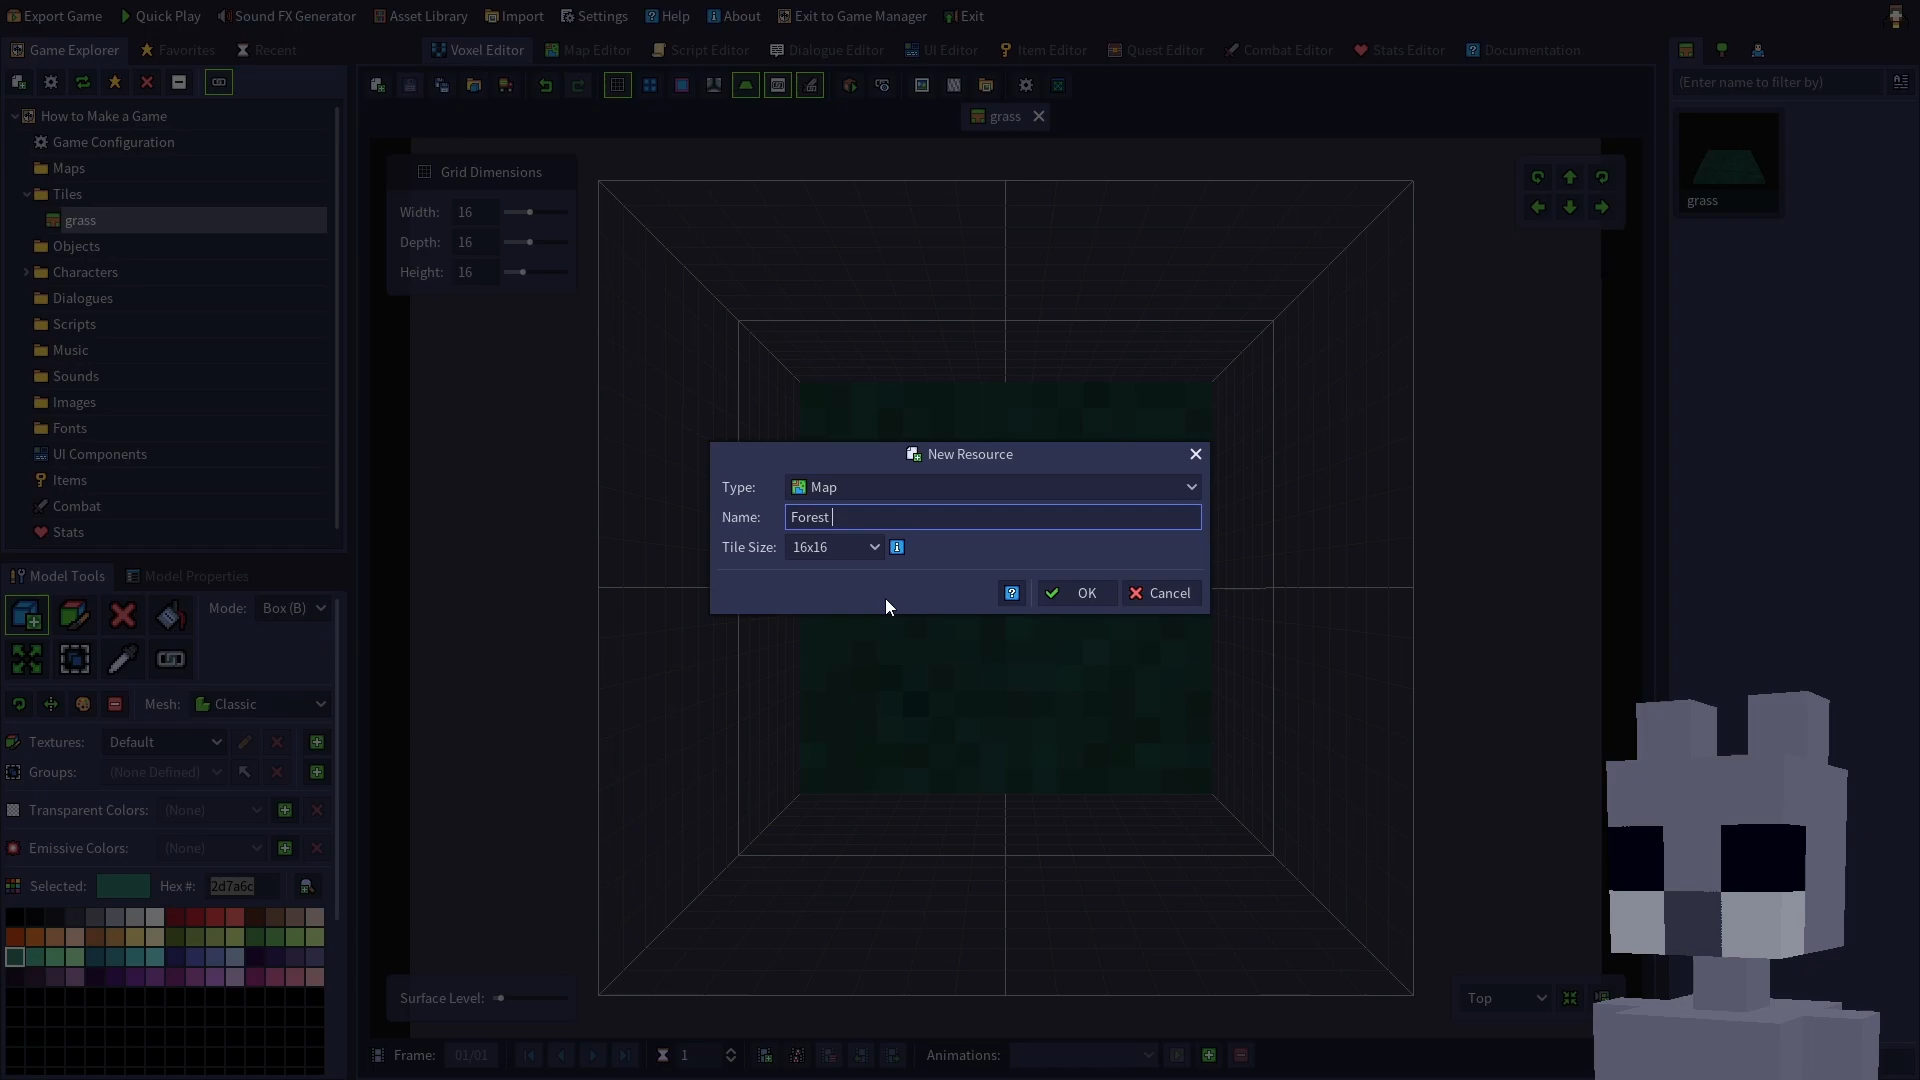 Export Game Quick Play Sound FX Generator Asset Library Import Settings Help About Exit to Game Manager Exit
Game Explorer Favorites Recent
Voxel Editor Map Editor Script Editor Dialogue Editor UI Editor Item Editor Quest Editor Combat Editor Stats Editor Documentation
(Enter name to filter by)
grass
How to Make a Game
Game Configuration
Maps
Tiles
grass
Objects
Characters
Dialogues
Scripts
Music
Sounds
Images
Fonts
UI Components
Items
Combat
Stats
Grid Dimensions
Width: 16
Depth: 16
Height: 16
grass
New Resource
Type: Map
Name: Forest
Tile Size: 16x16
OK Cancel
Model Tools Model Properties
Mode: Box (B)
Mesh: Classic
Textures: Default
Groups: (None Defined)
Transparent Colors: (None)
Emissive Colors: (None)
Selected: Hex #: 2d7a6c
Surface Level:
Top
Frame: 01/01 1 Animations: